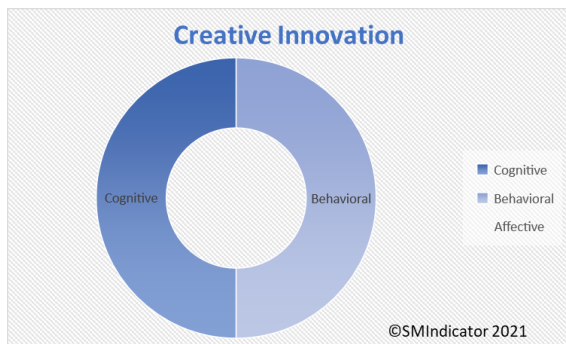 Creative Innovation
Cognitive
Behavioral
Cognitive
Behavioral
Affective
©SMIndicator 2021